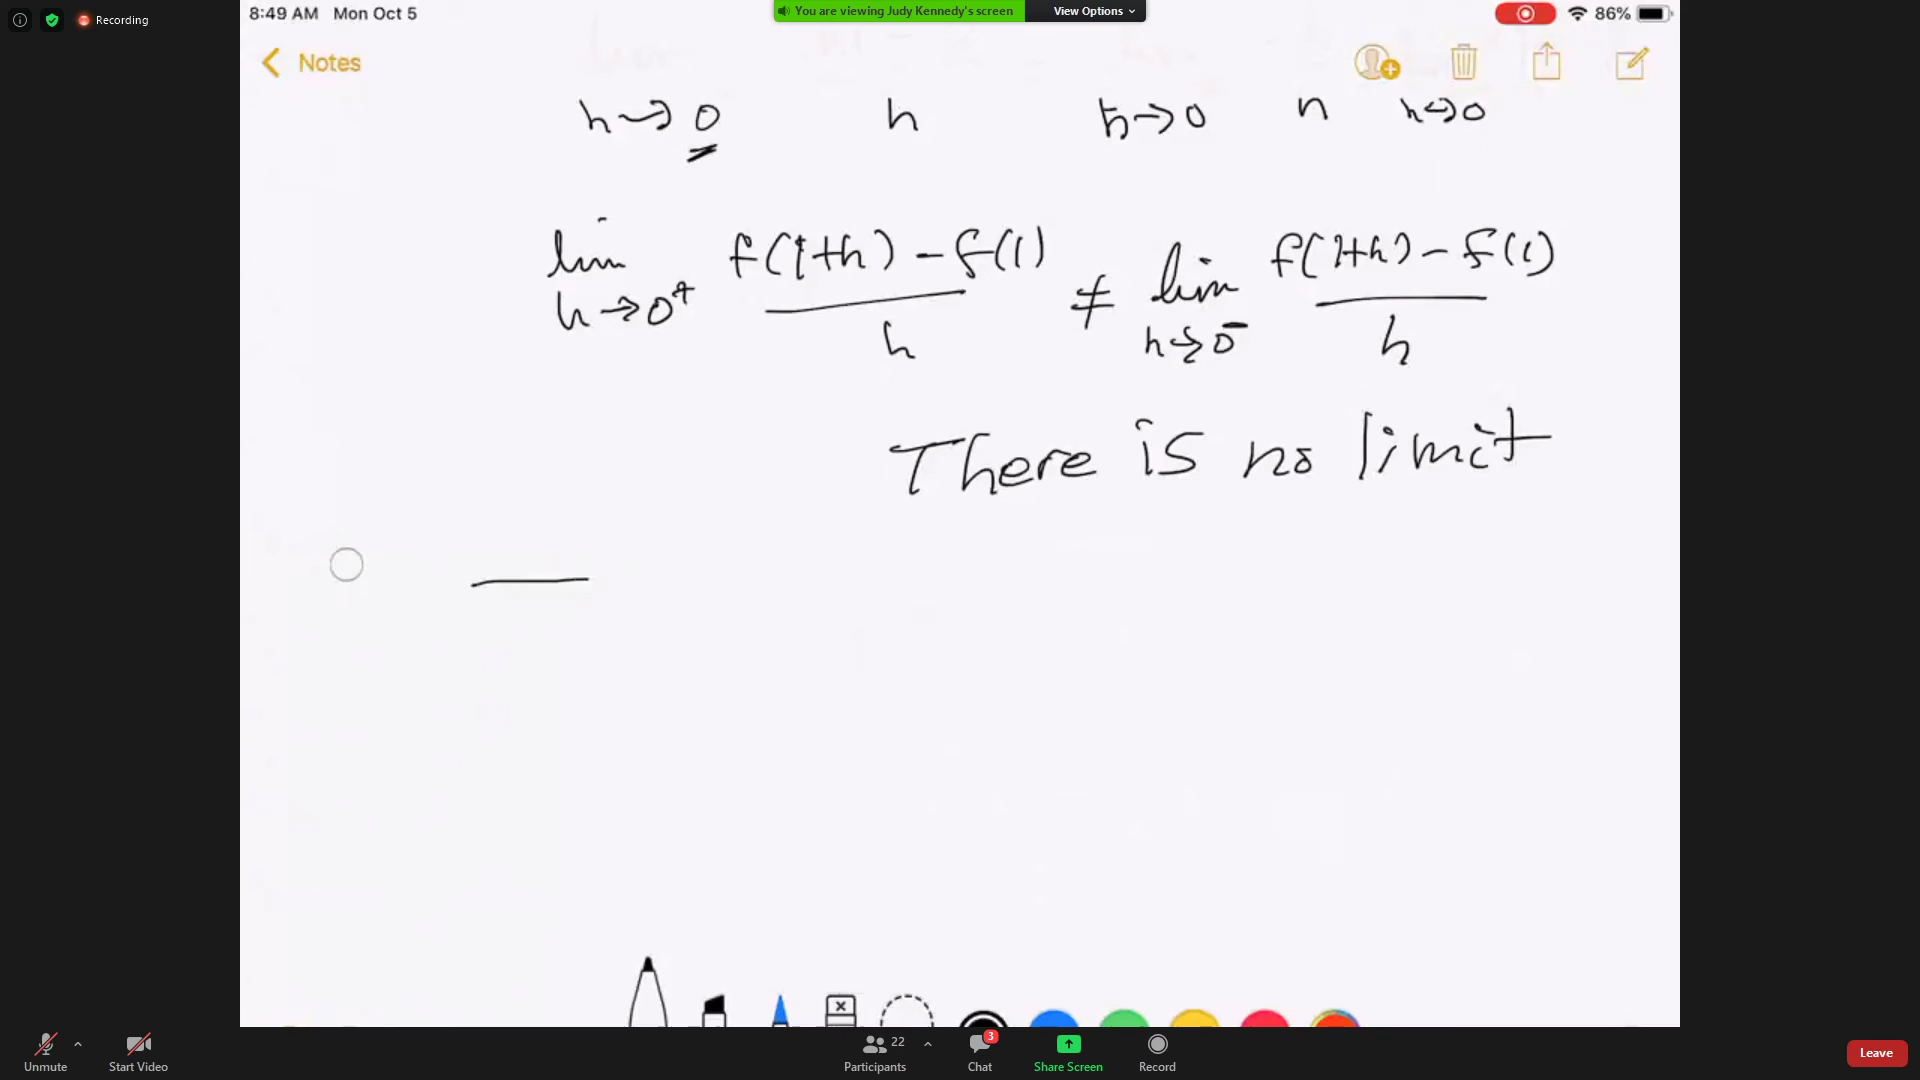 Recording
8:49 AM Mon Oct 5
You are viewing Judy Kennedy's screen
View Options
86%
Notes
h → 0 h h → 0 h h → 0
lim f(1+h) - f(1) ≠ lim f(1+h) - f(1)
h → 0⁺ h h → 0⁻ h
There is no limit
Unmute
Start Video
Participants 22
Chat 3
Share Screen
Record
Leave